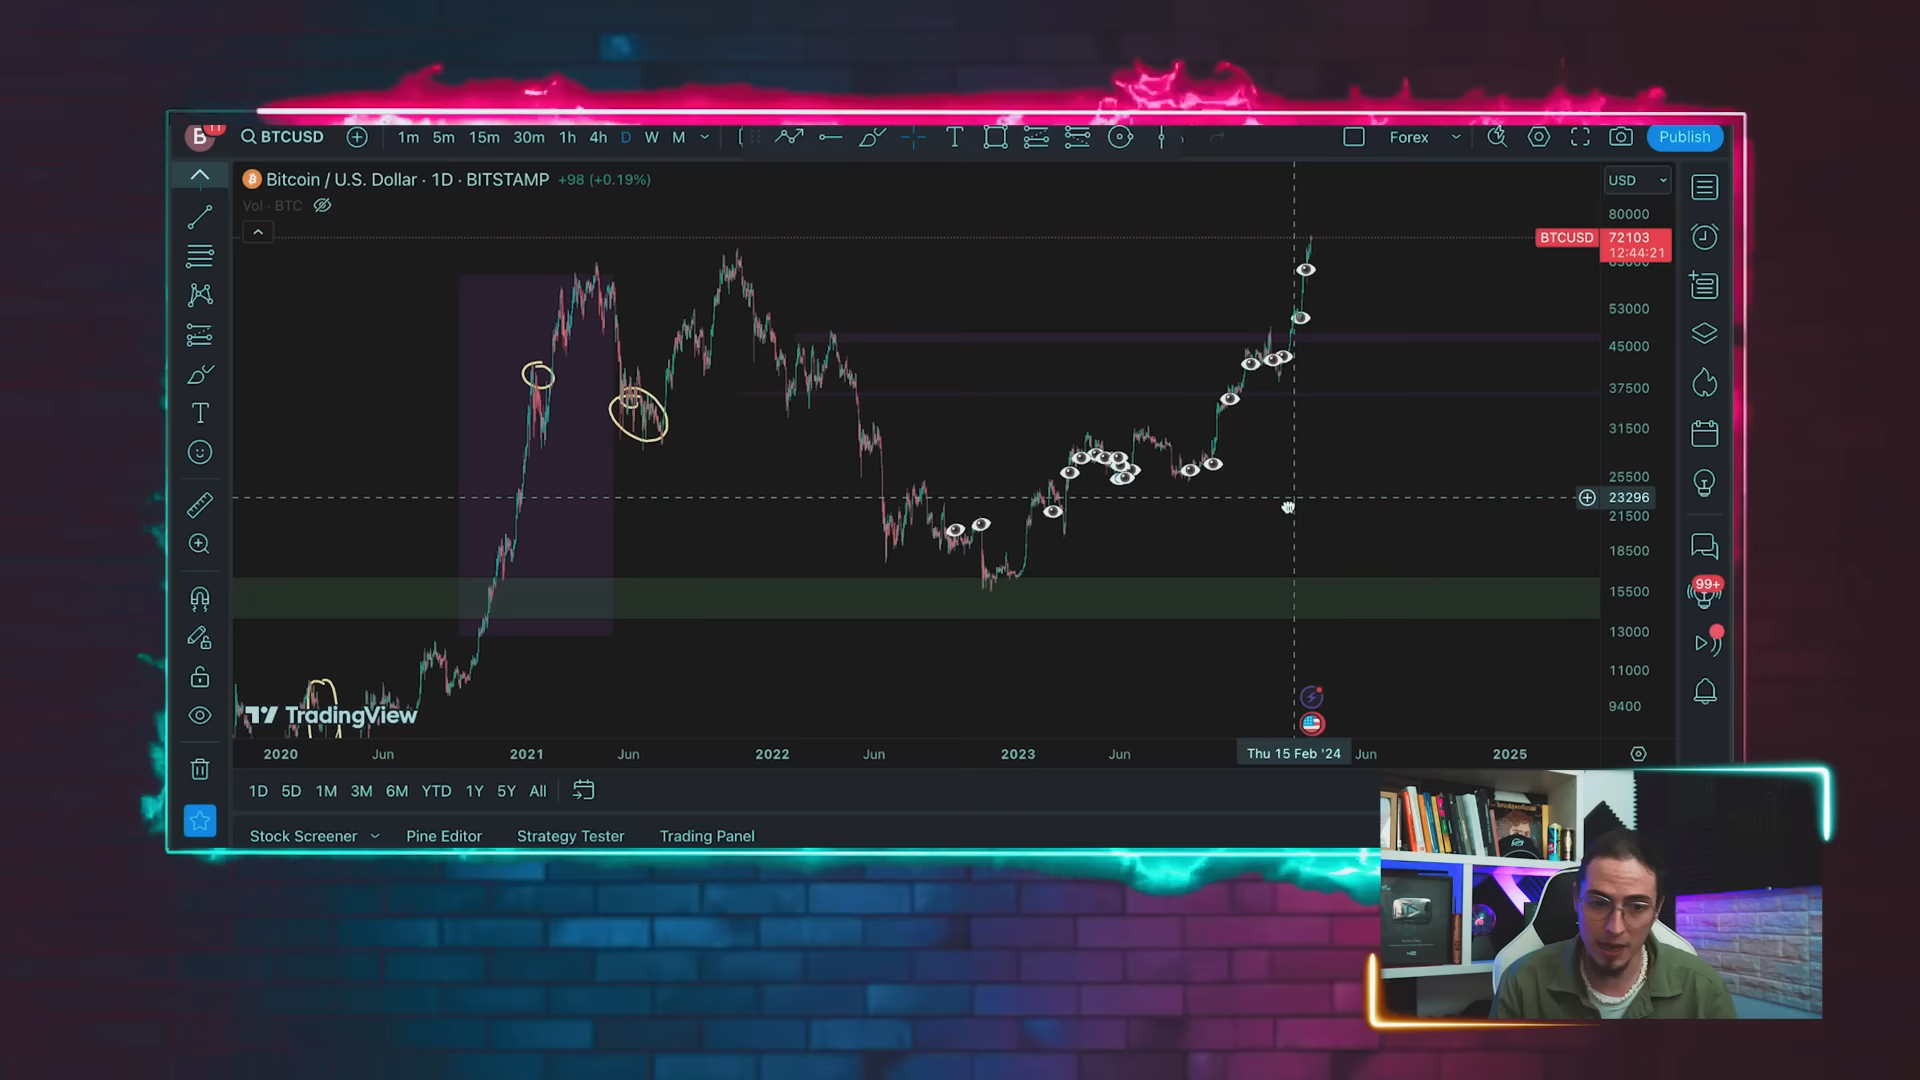 B 11 BTCUSD 1m 5m 15m 30m 1h 4h D W M Forex Publish
Bitcoin / U.S. Dollar · 1D · BITSTAMP +98 (+0.19%) USD
Vol · BTC
80000
BTCUSD 72103
12:44:21
53000
45000
37500
31500
25500
23296
21500
18500
15500
99+
13000
11000
9400
TradingView
2020 Jun 2021 Jun 2022 Jun 2023 Jun Thu 15 Feb '24 Jun 2025
1D 5D 1M 3M 6M YTD 1Y 5Y All
Stock Screener Pine Editor Strategy Tester Trading Panel